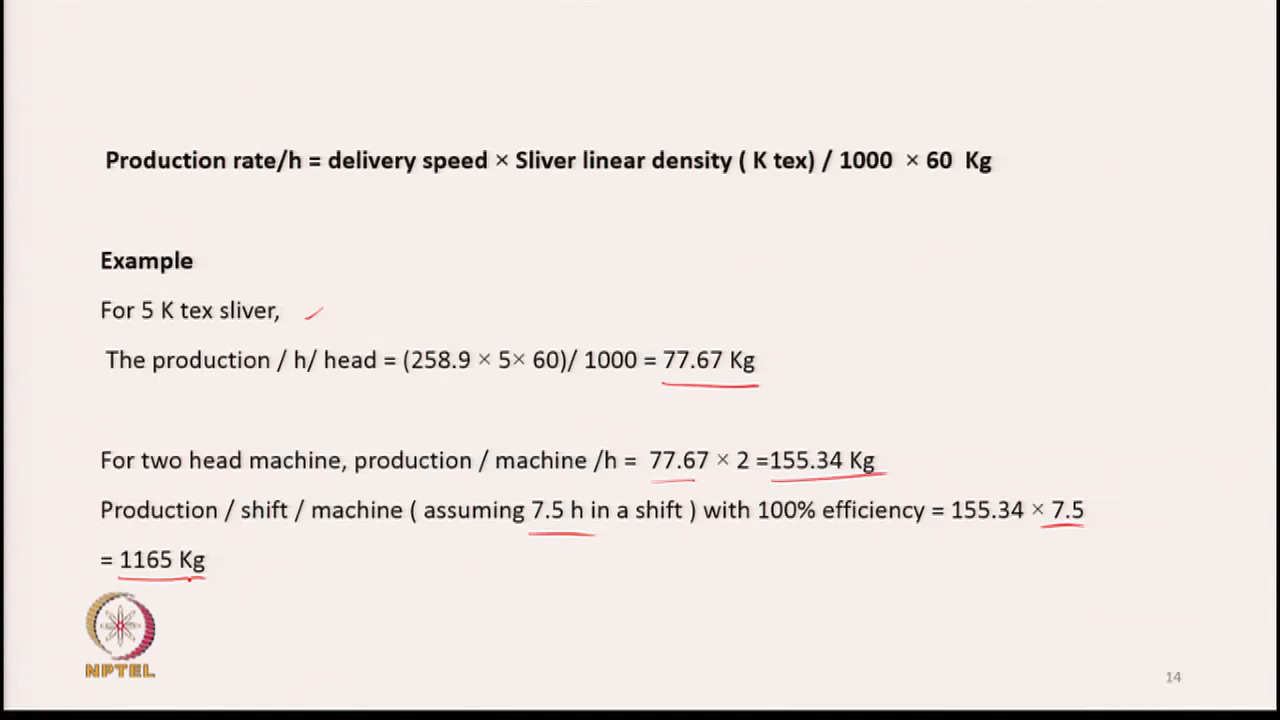 Production rate/h = delivery speed × Sliver linear density ( K tex) / 1000 × 60 Kg
Example
For 5 K tex sliver,
The production / h/ head = (258.9 × 5× 60)/ 1000 = 77.67 Kg
For two head machine, production / machine /h = 77.67 × 2 =155.34 Kg
Production / shift / machine ( assuming 7.5 h in a shift ) with 100% efficiency = 155.34 × 7.5
= 1165 Kg
NPTEL
14